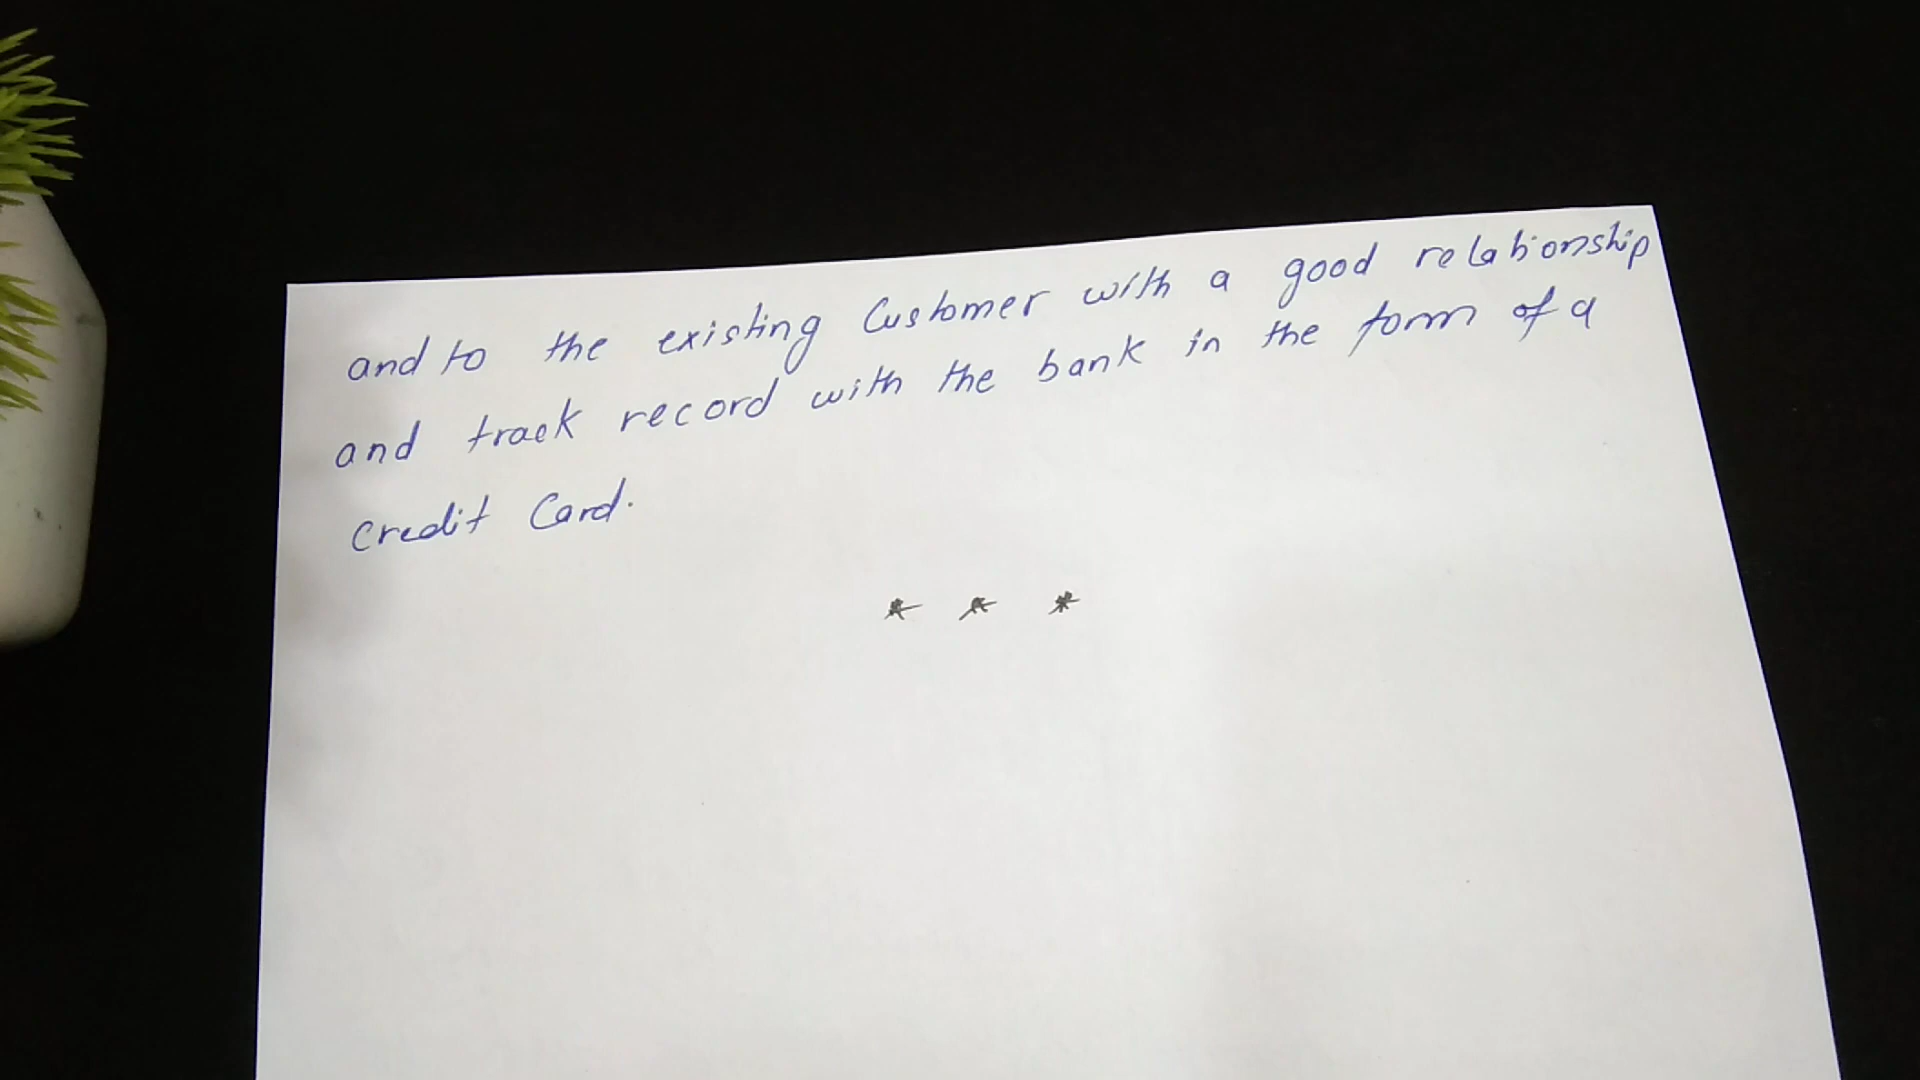 and to the existing Customer with a good relationship
and track record with the bank in the form of a
Credit Card.
* * *